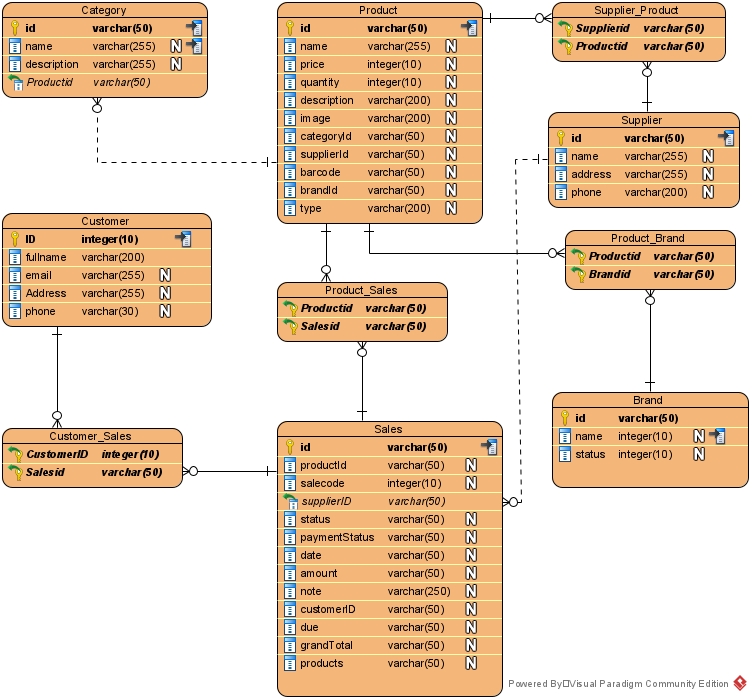 Category
id varchar(50)
name varchar(255) N
description varchar(255) N
Productid varchar(50)
Product
id varchar(50)
name varchar(255) N
price integer(10) N
quantity integer(10) N
description varchar(200) N
image varchar(200) N
categoryId varchar(50) N
supplierId varchar(50) N
barcode varchar(50) N
brandId varchar(50) N
type varchar(200) N
Supplier_Product
Supplierid varchar(50)
Productid varchar(50)
Supplier
id varchar(50)
name varchar(255) N
address varchar(255) N
phone varchar(200) N
Customer
ID integer(10)
fullname varchar(200)
email varchar(255) N
Address varchar(255) N
phone varchar(30) N
Product_Brand
Productid varchar(50)
Brandid varchar(50)
Product_Sales
Productid varchar(50)
Salesid varchar(50)
Brand
id varchar(50)
name integer(10) N
status integer(10) N
Customer_Sales
CustomerID integer(10)
Salesid varchar(50)
Sales
id varchar(50)
productId varchar(50) N
salecode integer(10) N
supplierID varchar(50)
status varchar(50) N
paymentStatus varchar(50) N
date varchar(50) N
amount varchar(50) N
note varchar(250) N
customerID varchar(50) N
due varchar(50) N
grandTotal varchar(50) N
products varchar(50) N
Powered By Visual Paradigm Community Edition